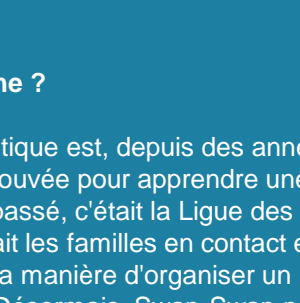 ne ?
tique est, depuis des anné
ouvée pour apprendre une
passé, c'était la Ligue des
ait les familles en contact e
a manière d'organiser un